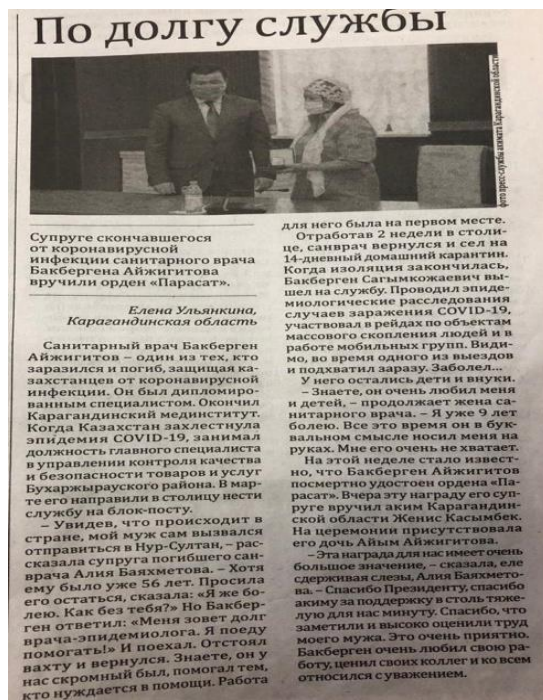 По долгу службы
фото пресс-службы акимата Карагандинской области
Супруге скончавшегося
от коронавирусной
инфекции санитарного врача
Бакбергена Айжигитова
вручили орден «Парасат».
Елена Ульянкина,
Карагандинская область
Санитарный врач Бакберген
Айжигитов – один из тех, кто
заразился и погиб, защищая ка-
захстанцев от коронавирусной
инфекции. Он был дипломиро-
ванным специалистом. Окончил
Карагандинский мединститут.
Когда Казахстан захлестнула
эпидемия COVID-19, занимал
должность главного специалиста
в управлении контроля качества
и безопасности товаров и услуг
Бухаржырауского района. В мар-
те его направили в столицу нести
службу на блок-посту.
– Увидев, что происходит в
стране, мой муж сам вызвался
отправиться в Нур-Султан, – рас-
сказала супруга погибшего сан-
врача Алия Баяхметова. – Хотя
ему было уже 56 лет. Просила
его остаться, сказала: «Я же бо-
лею. Как без тебя?» Но Бакбер-
ген ответил: «Меня зовет долг
врача-эпидемиолога. Я поеду
помогать!» И поехал. Отстоял
вахту и вернулся. Знаете, он у
нас скромный был, помогал тем,
кто нуждается в помощи. Работа
для него была на первом месте.
Отработав 2 недели в столи-
це, санврач вернулся и сел на
14-дневный домашний карантин.
Когда изоляция закончилась,
Бакберген Сагымжокаевич вы-
шел на службу. Проводил эпиде-
миологические расследования
случаев заражения COVID-19,
участвовал в рейдах по объектам
массового скопления людей и в
работе мобильных групп. Види-
мо, во время одного из выездов
и подхватил заразу. Заболел...
У него остались дети и внуки.
– Знаете, он очень любил меня
и детей, – продолжает жена са-
нитарного врача. – Я уже 9 лет
болею. Все это время он в бук-
вальном смысле носил меня на
руках. Мне его очень не хватает.
На этой неделе стало извест-
но, что Бакберген Айжигитов
посмертно удостоен ордена «Па-
расат». Вчера эту награду его суп-
руге вручил аким Карагандин-
ской области Женис Касымбек.
На церемонии присутствовала
его дочь Айым Айжигитова.
– Эта награда для нас имеет очень
большое значение, – сказала, еле
сдерживая слезы, Алия Баяхмето-
ва. – Спасибо Президенту, спасибо
акиму за поддержку в столь тяже-
лую для нас минуту. Спасибо, что
заметили и высоко оценили труд
моего мужа. Это очень приятно.
Бакберген очень любил свою ра-
боту, ценил своих коллег и ко всем
относился с уважением.